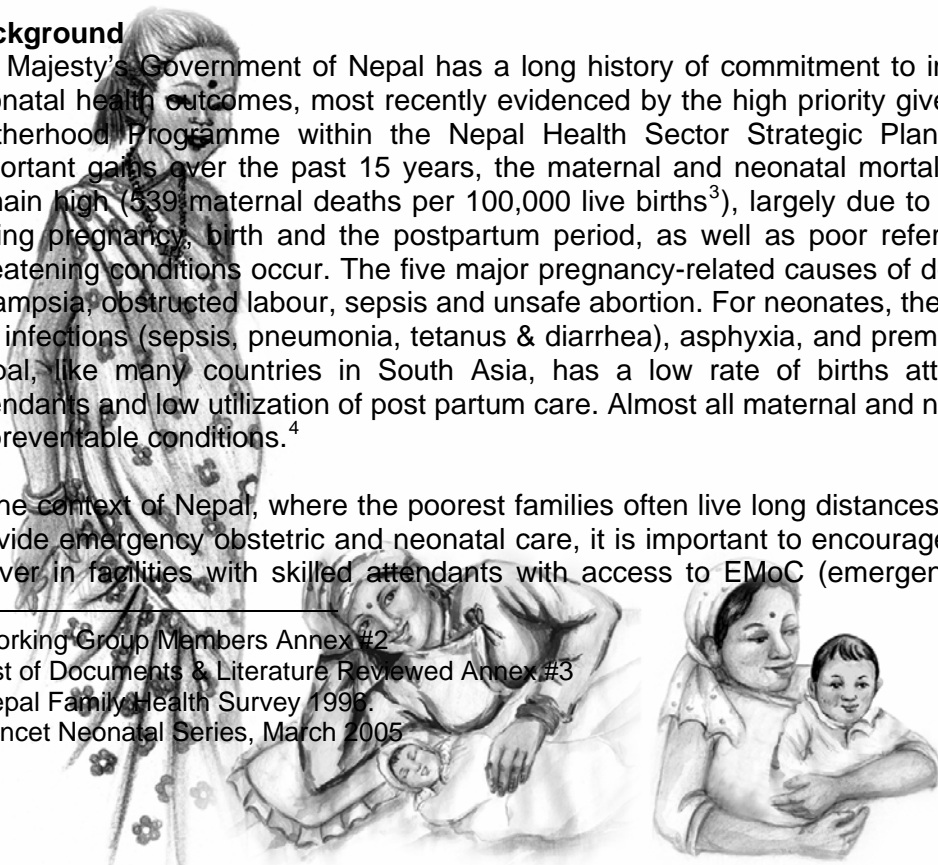 ckground
Majesty's Government of Nepal has a long history of commitment to i
onatal health outcomes, most recently evidenced by the high priority give
therhood Programme within the Nepal Health Sector Strategic Plan
ortant gains over the past 15 years, the maternal and neonatal mortal
main high (539 maternal deaths per 100,000 live births³), largely due to
ring pregnancy, birth and the postpartum period, as well as poor refer
eatening conditions occur. The five major pregnancy-related causes of d
ampsia, obstructed labour, sepsis and unsafe abortion. For neonates, the
infections (sepsis, pneumonia, tetanus & diarrhea), asphyxia, and prem
pal, like many countries in South Asia, has a low rate of births att
endants and low utilization of post partum care. Almost all maternal and n
preventable conditions.⁴
he context of Nepal, where the poorest families often live long distances
vide emergency obstetric and neonatal care, it is important to encourage
ver in facilities with skilled attendants with access to EMoC (emergen
orking Group Members Annex #2
st of Documents & Literature Reviewed Annex #3
epal Family Health Survey 1996.
ancet Neonatal Series, March 2005